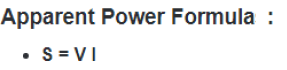 Apparent Power Formula :
• S = V I